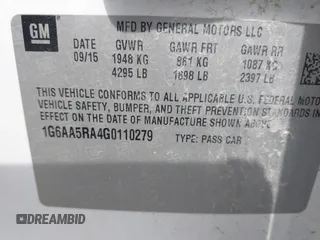 MFD BY GENERAL MOTORS LLC
GM
DATE GVWR GAWR FRT GAWR RR
09/15 1948 KG 861 KG 1087 KG
4295 LB 1898 LB 2397 LB
THIS VEHICLE CONFORMS TO ALL APPLICABLE U.S. FEDERAL MOTOR
VEHICLE SAFETY, BUMPER, AND THEFT PREVENTION STANDARDS
IN EFFECT ON THE DATE OF MANUFACTURE SHOWN ABOVE.
1G6AA5RA4G0110279 TYPE: PASS CAR
DREAMBID